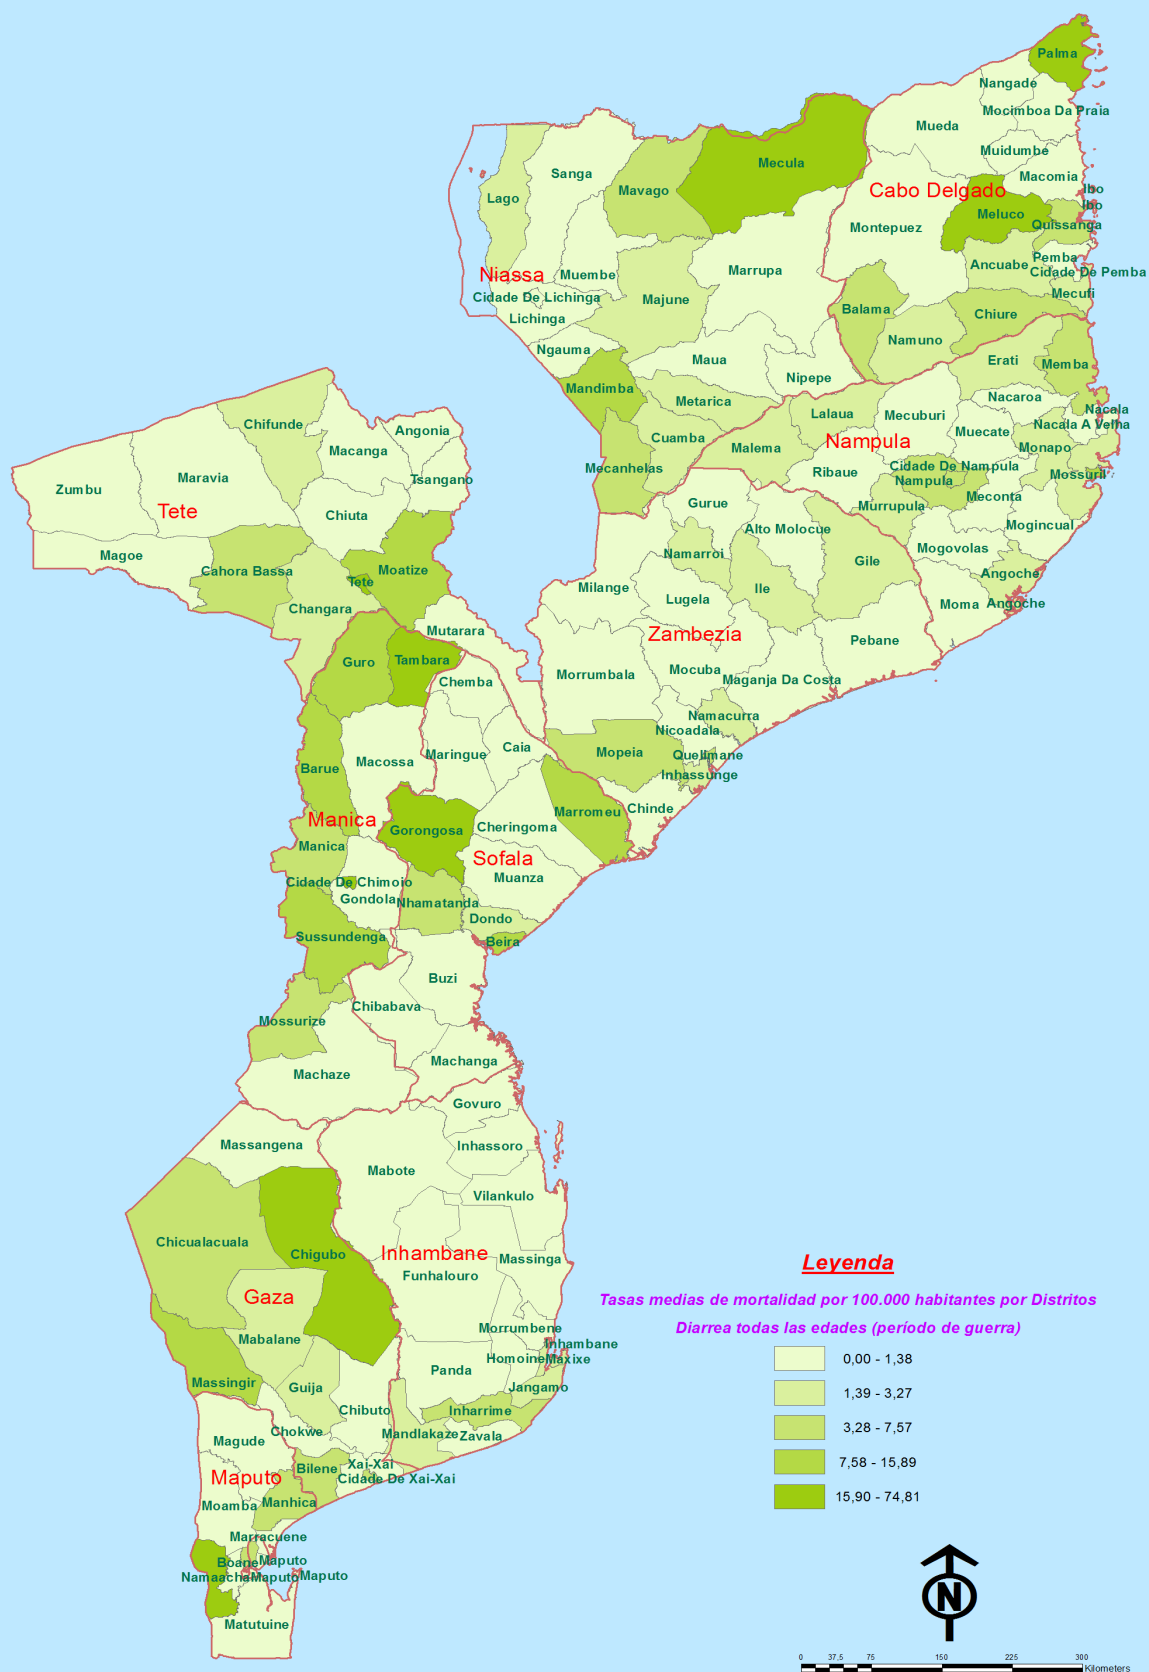 Palma
Nangade
Mocimboa Da Praia
Mueda
Muidumbe
Mecula
Sanga
Macomia
Mavago
Cabo Delgado
Ibo
Lago
Ibo
Meluco
Quissanga
Montepuez
Pemba
Ancuabe
Marrupa
Cidade De Pemba
Niassa
Muembe
Mecufi
Cidade De Lichinga
Majune
Balama
Chiure
Lichinga
Namuno
Ngauma
Maua
Erati
Memba
Nipepe
Mandimba
Nacaroa
Metarica
Nacala
Lalaua
Mecuburi
Nacala A Velha
Chifunde
Angonia
Muecate
Cuamba
Nampula
Malema
Monapo
Macanga
Mecanhelas
Cidade De Nampula
Ribaue
Mossuril
Maravia
Tsangano
Nampula
Zumbu
Meconta
Gurue
Murrupula
Tete
Chiuta
Alto Molocue
Mogincual
Mogovolas
Magoe
Namarroi
Gile
Cahora Bassa
Moatize
Angoche
Tete
Milange
Ile
Lugela
Moma
Angoche
Changara
Mutarara
Zambezia
Pebane
Guro
Tambara
Mocuba
Morrumbala
Maganja Da Costa
Chemba
Namacurra
Nicoadala
Caia
Mopeia
Maringue
Quelimane
Macossa
Barue
Inhassunge
Chinde
Marromeu
Manica
Cheringoma
Gorongosa
Manica
Sofala
Muanza
Cidade De Chimoio
Gondola
Nhamatanda
Dondo
Sussundenga
Beira
Buzi
Chibabava
Mossurize
Machanga
Machaze
Govuro
Massangena
Inhassoro
Mabote
Vilankulo
Chicualacuala
Chigubo
Inhambane
Massinga
Funhalouro
Gaza
Morrumbene
Mabalane
Inhambane
Homoine
Maxixe
Panda
Massingir
Guija
Jangamo
Chibuto
Inharrime
Chokwe
Mandlakaze
Zavala
Magude
Xai-Xai
Bilene
Maputo
Cidade De Xai-Xai
Moamba
Manhica
Marracuene
Boane
Maputo
Namaacha
Maputo
Maputo
Matutuine
Leyenda
Tasas medias de mortalidad por 100.000 habitantes por Distritos
Diarrea todas las edades (período de guerra)
0,00 - 1,38
1,39 - 3,27
3,28 - 7,57
7,58 - 15,89
15,90 - 74,81
N
0 37,5 75 150 225 300
Kilometers